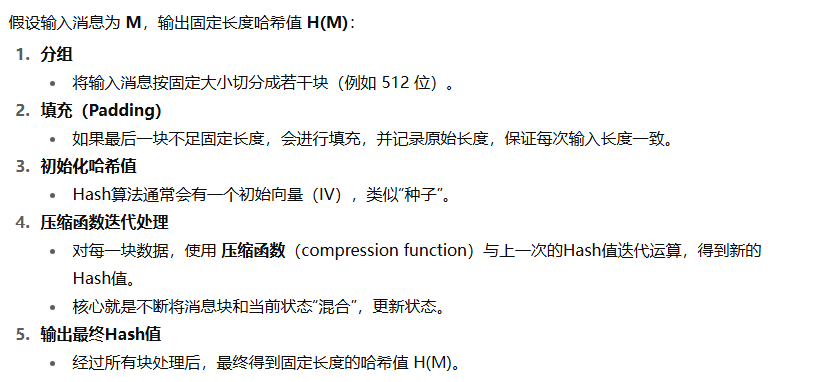 假设输入消息为 M，输出固定长度哈希值 H(M)：
1. 分组
• 将输入消息按固定大小切分成若干块（例如 512 位）。
2. 填充（Padding）
• 如果最后一块不足固定长度，会进行填充，并记录原始长度，保证每次输入长度一致。
3. 初始化哈希值
• Hash算法通常会有一个初始向量（IV），类似“种子”。
4. 压缩函数迭代处理
• 对每一块数据，使用 压缩函数（compression function）与上一次的Hash值迭代运算，得到新的
Hash值。
• 核心就是不断将消息块和当前状态“混合”，更新状态。
5. 输出最终Hash值
• 经过所有块处理后，最终得到固定长度的哈希值 H(M)。